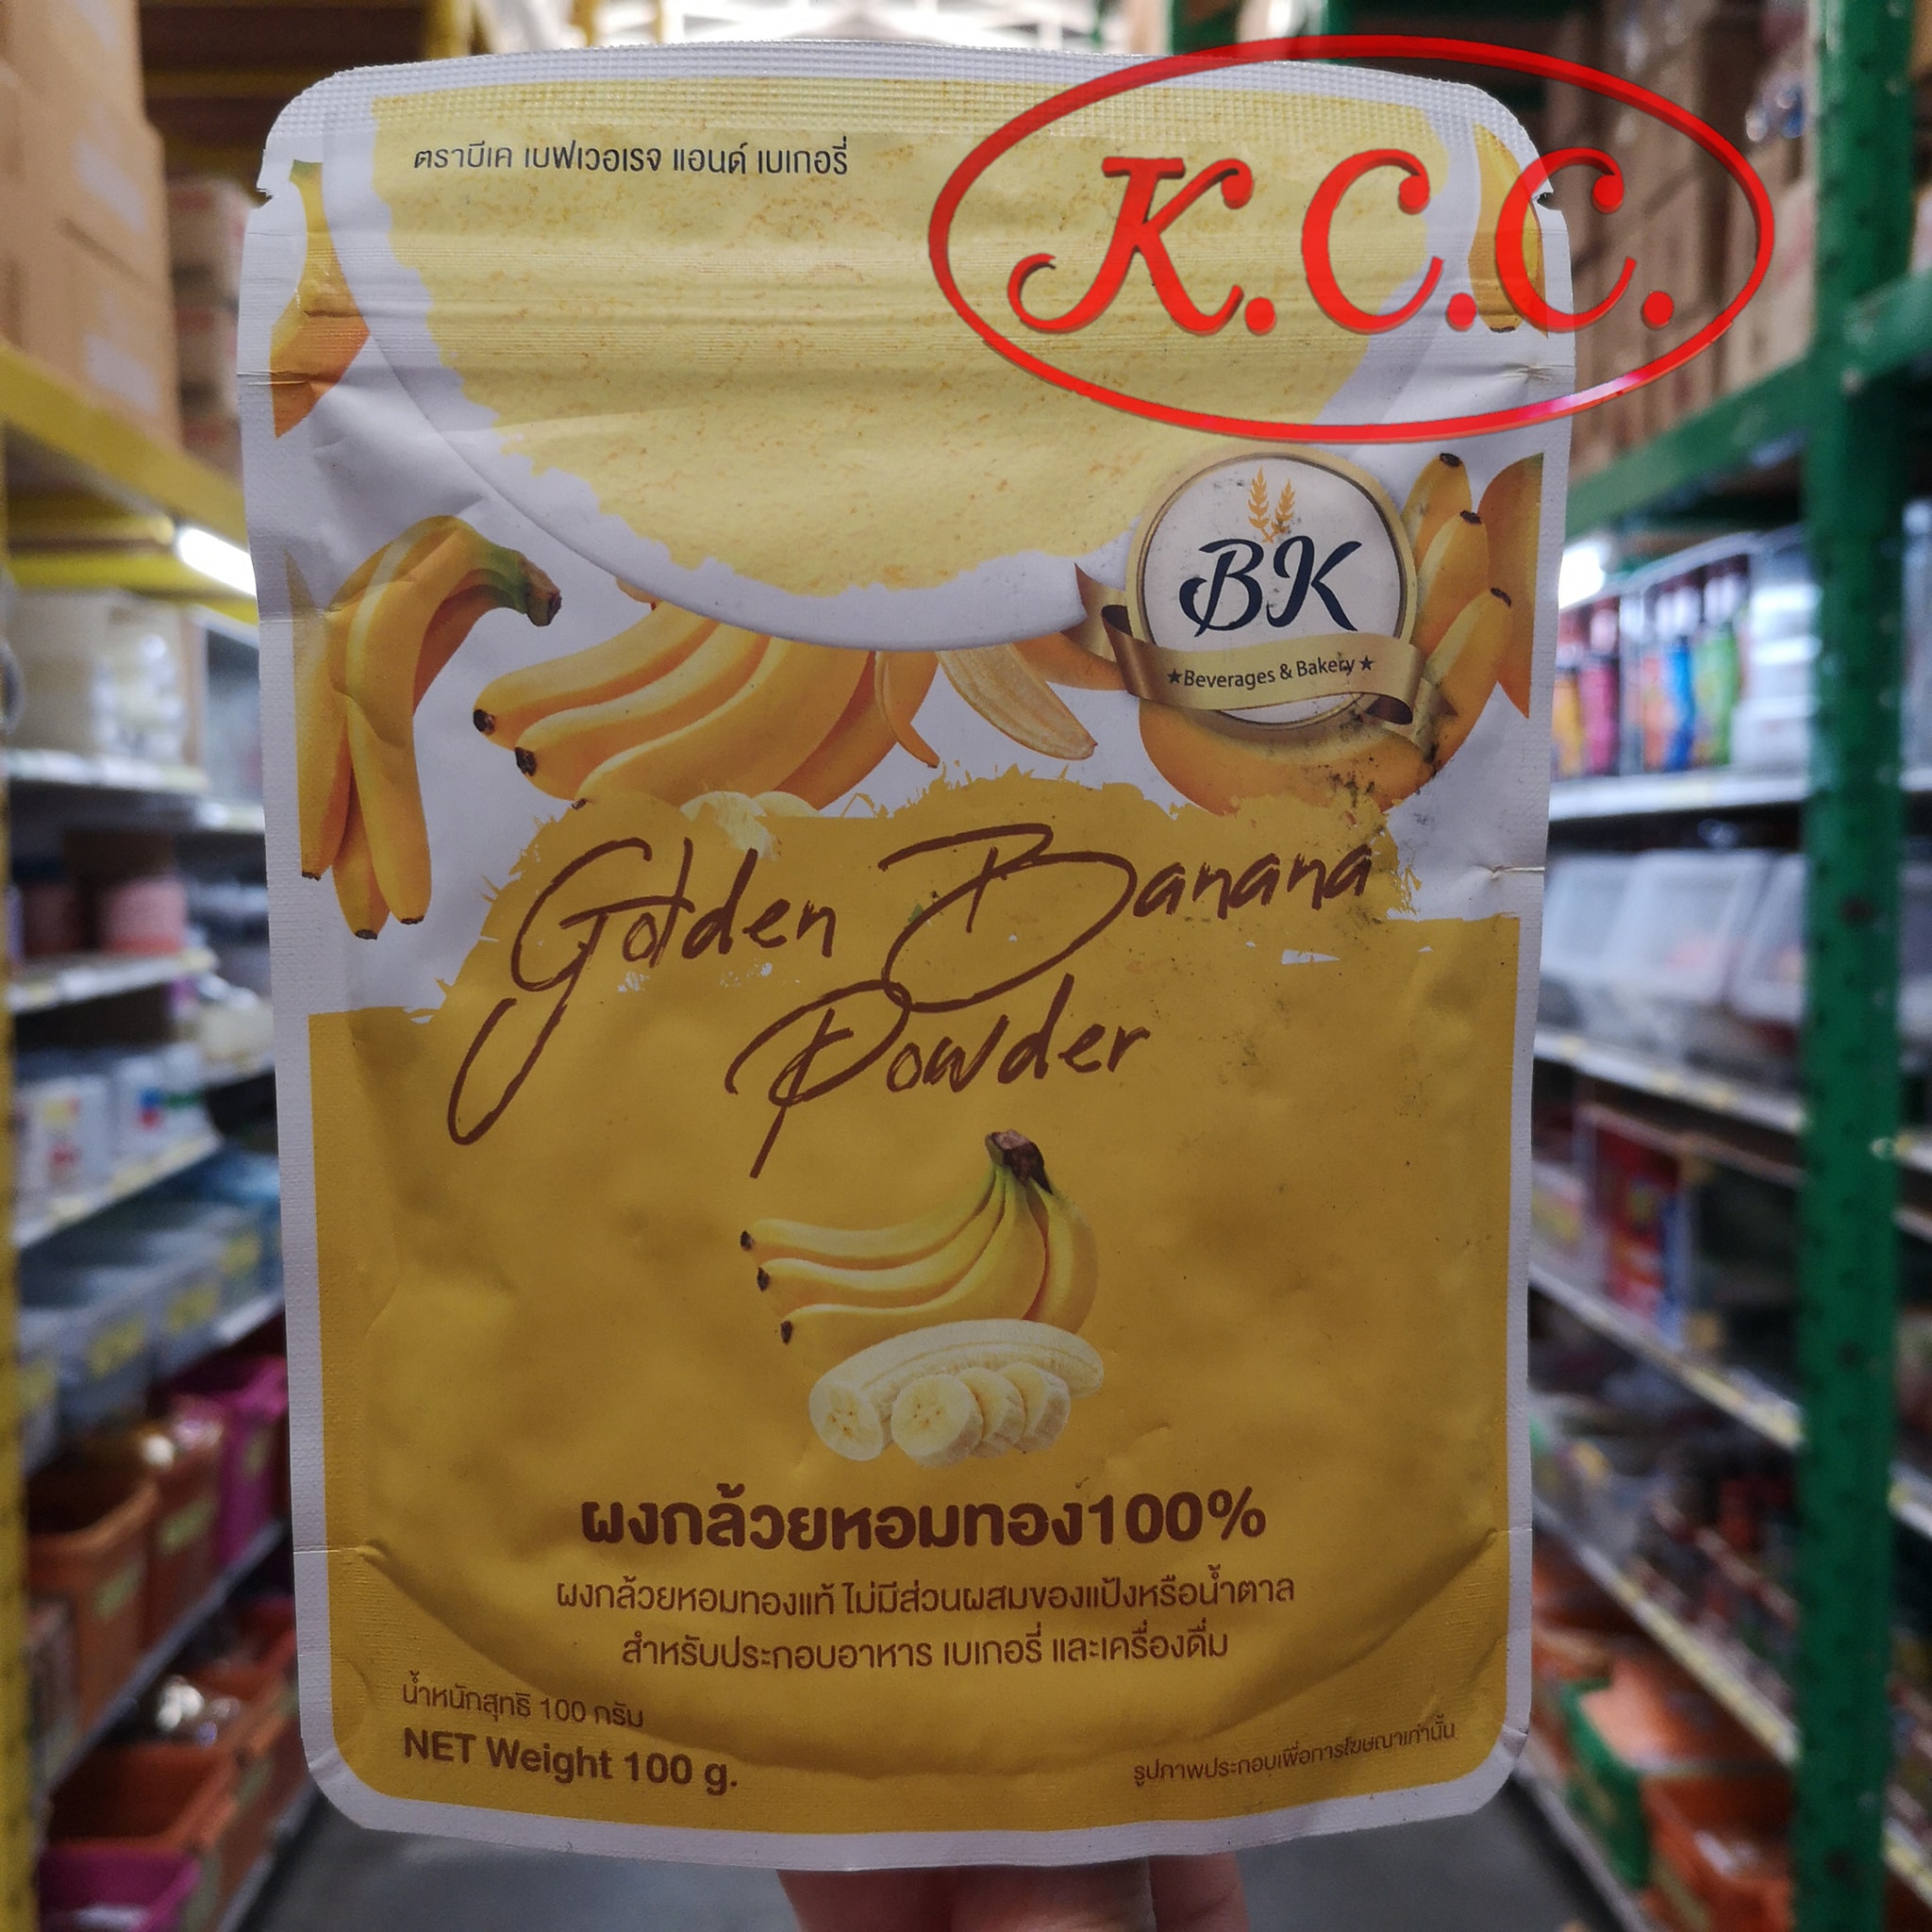 ตราบีเค เบฟเวอเรจ แอนด์ เบเกอรี่
K.C.C.
BK
★Beverages & Bakery★
Golden Banana
Powder
ผงกล้วยหอมทอง100%
ผงกล้วยหอมทองแท้ ไม่มีส่วนผสมของแป้งหรือน้ำตาล
สำหรับประกอบอาหาร เบเกอรี่ และเครื่องดื่ม
น้ำหนักสุทธิ 100 กรัม
NET Weight 100 g.
รูปภาพประกอบเพื่อการโฆษณาเท่านั้น